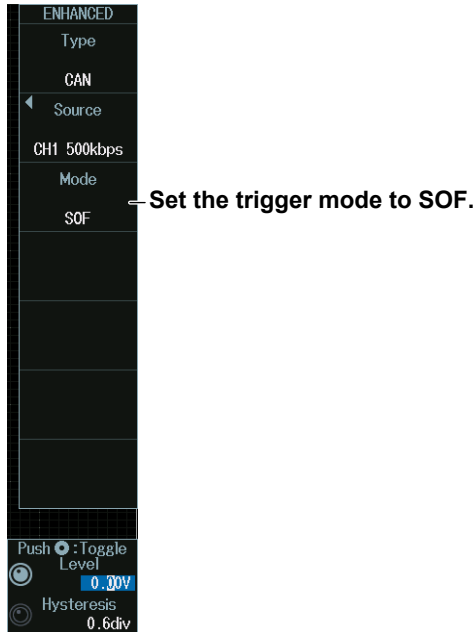 ENHANCED
Type
CAN
Source
CH1 500kbps
Mode
SOF
Set the trigger mode to SOF.
Push :Toggle
Level
0.00V
Hysteresis
0.6div